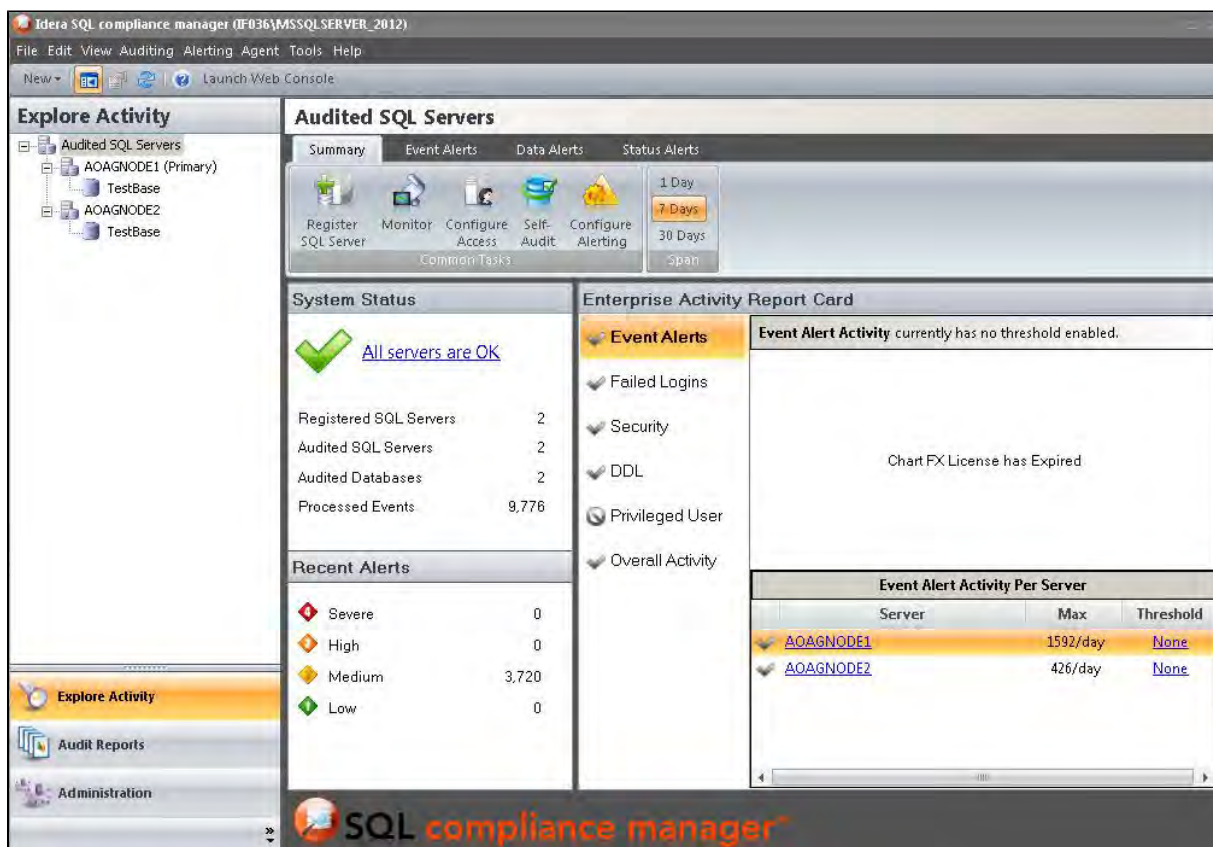 Idera SQL compliance manager (IF036\MSSQLSERVER_2012)
File Edit View Auditing Alerting Agent Tools Help
New Launch Web Console
Explore Activity
Audited SQL Servers
AOAGNODE1 (Primary)
TestBase
AOAGNODE2
TestBase
Explore Activity
Audit Reports
Administration
Audited SQL Servers
Summary Event Alerts Data Alerts Status Alerts
Register SQL Server
Monitor
Configure Access
Self-Audit
Configure Alerting
Common Tasks
1 Day
7 Days
30 Days
Span
System Status
All servers are OK
Registered SQL Servers 2
Audited SQL Servers 2
Audited Databases 2
Processed Events 9,776
Recent Alerts
Severe 0
High 0
Medium 3,720
Low 0
Enterprise Activity Report Card
Event Alerts
Failed Logins
Security
DDL
Privileged User
Overall Activity
Event Alert Activity currently has no threshold enabled.
Chart FX License has Expired
Event Alert Activity Per Server
Server Max Threshold
AOAGNODE1 1592/day None
AOAGNODE2 426/day None
SQL compliance manager